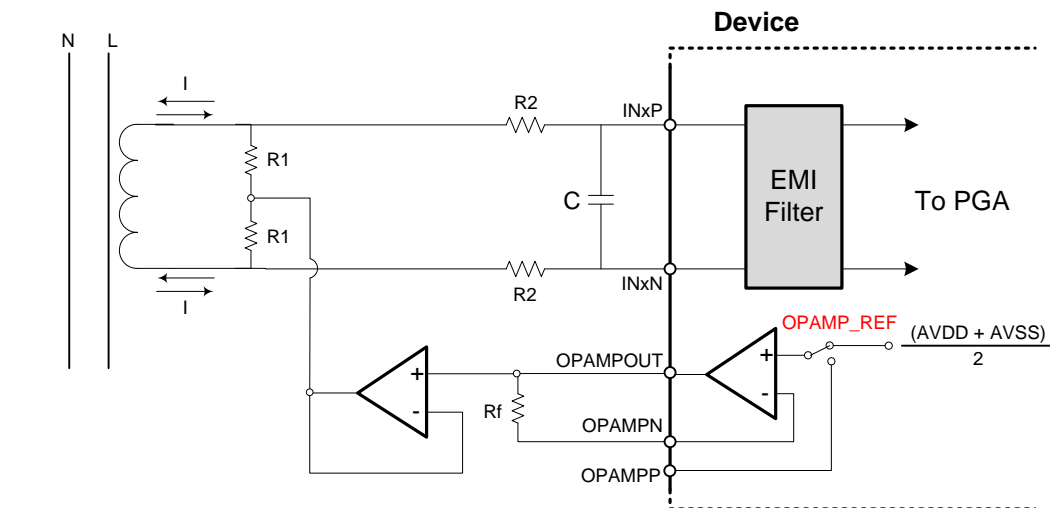 Device
N L
I
R2
INxP
R1
EMI
Filter
C
To PGA
R1
R2
INxN
I
OPAMP_REF
(AVDD + AVSS)
2
OPAMPOUT
+
-
+
-
Rf
OPAMPN
OPAMPP